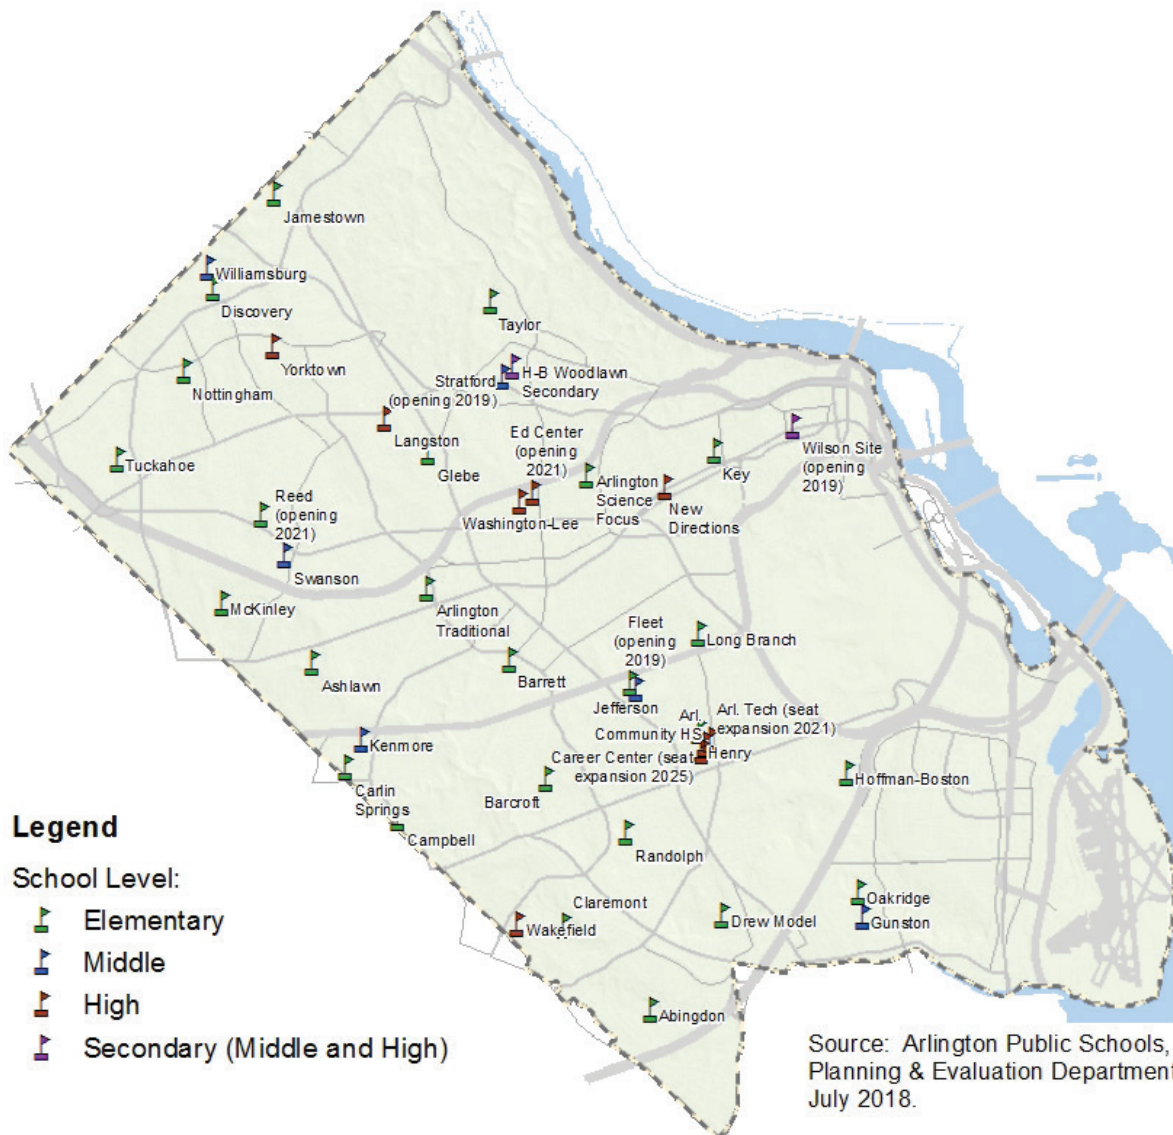 Jamestown
Williamsburg
Discovery
Taylor
Yorktown
Nottingham
Stratford
(opening 2019)
H-B Woodlawn
Secondary
Langston
Glebe
Ed Center
(opening
2021)
Tuckahoe
Reed
(opening
2021)
Washington-Lee
Arlington
Science
Focus
New
Directions
Key
Wilson Site
(opening
2019)
Swanson
McKinley
Arlington
Traditional
Fleet
(opening
2019)
Long Branch
Ashlawn
Barrett
Jefferson
Arl.
Community HS
Arl. Tech (seat
expansion 2021)
Henry
Kenmore
Career Center (seat
expansion 2025)
Carlin
Springs
Barcroft
Hoffman-Boston
Campbell
Randolph
Claremont
Wakefield
Drew Model
Oakridge
Gunston
Abingdon
Legend
School Level:
Elementary
Middle
High
Secondary (Middle and High)
Source: Arlington Public Schools,
Planning & Evaluation Department
July 2018.